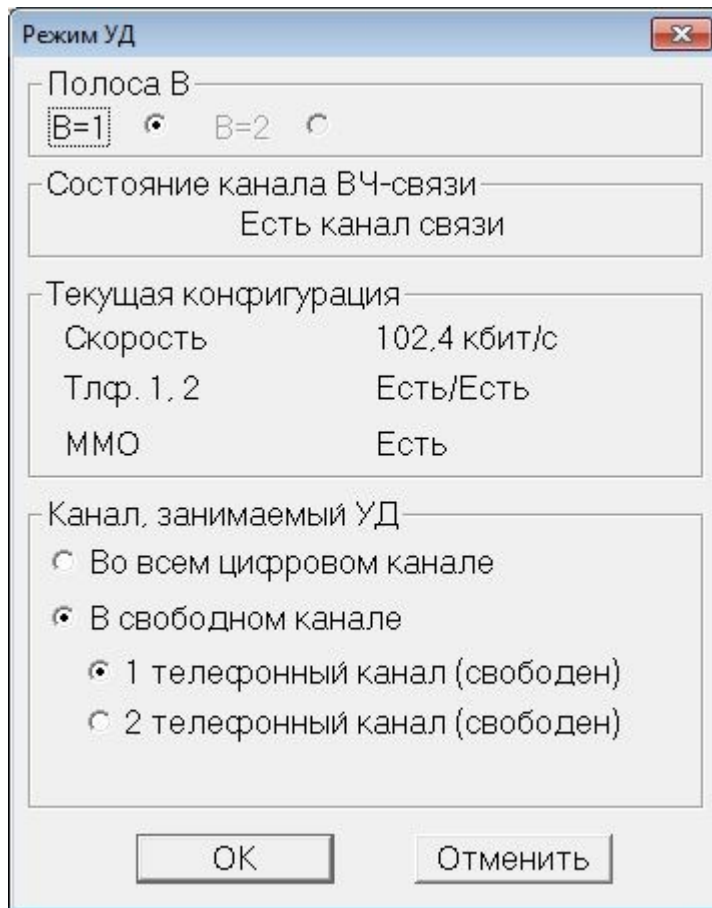 Режим УД
Полоса В
В=1 В=2
Состояние канала ВЧ-связи
Есть канал связи
Текущая конфигурация
Скорость 102,4 кбит/с
Тлф. 1, 2 Есть/Есть
ММО Есть
Канал, занимаемый УД
Во всем цифровом канале
В свободном канале
1 телефонный канал (свободен)
2 телефонный канал (свободен)
ОК Отменить